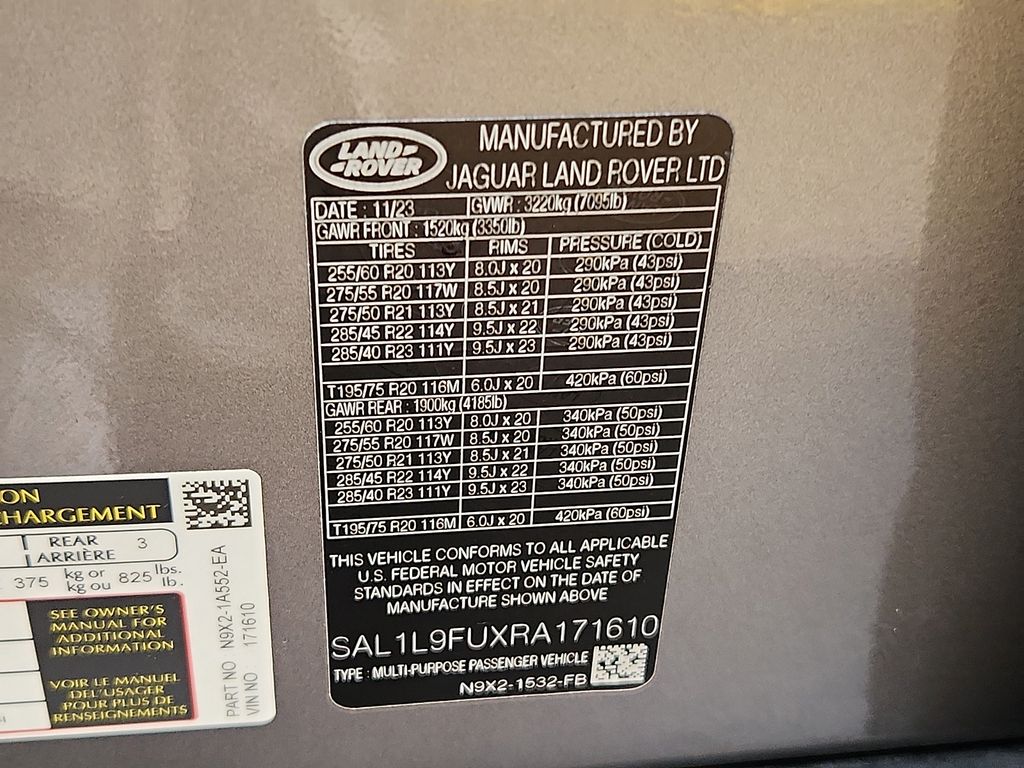 LAND-
-ROVER
MANUFACTURED BY
JAGUAR LAND ROVER LTD
DATE : 11/23 GVWR : 3220kg (7095lb)
GAWR FRONT : 1520kg (3350lb)
TIRES RIMS PRESSURE (COLD)
255/60 R20 113Y 8.0J x 20 290kPa (43psi)
275/55 R20 117W 8.5J x 20 290kPa (43psi)
275/50 R21 113Y 8.5J x 21 290kPa (43psi)
285/45 R22 114Y 9.5J x 22 290kPa (43psi)
285/40 R23 111Y 9.5J x 23 290kPa (43psi)
T195/75 R20 116M 6.0J x 20 420kPa (60psi)
GAWR REAR : 1900kg (4185lb)
255/60 R20 113Y 8.0J x 20 340kPa (50psi)
275/55 R20 117W 8.5J x 20 340kPa (50psi)
275/50 R21 113Y 8.5J x 21 340kPa (50psi)
285/45 R22 114Y 9.5J x 22 340kPa (50psi)
285/40 R23 111Y 9.5J x 23 340kPa (50psi)
T195/75 R20 116M 6.0J x 20 420kPa (60psi)
THIS VEHICLE CONFORMS TO ALL APPLICABLE
U.S. FEDERAL MOTOR VEHICLE SAFETY
STANDARDS IN EFFECT ON THE DATE OF
MANUFACTURE SHOWN ABOVE
SAL1L9FUXRA171610
TYPE : MULTI-PURPOSE PASSENGER VEHICLE
N9X2-1532-FB
ON
CHARGEMENT
REAR 3
ARRIÈRE
375 kg or 825 lbs.
kg ou lb.
SEE OWNER'S
MANUAL FOR
ADDITIONAL
INFORMATION
VOIR LE MANUEL
DEL'USAGER
POUR PLUS DE
RENSEIGNEMENTS
PART NO N9X2-1A552-EA
VIN NO : 171610